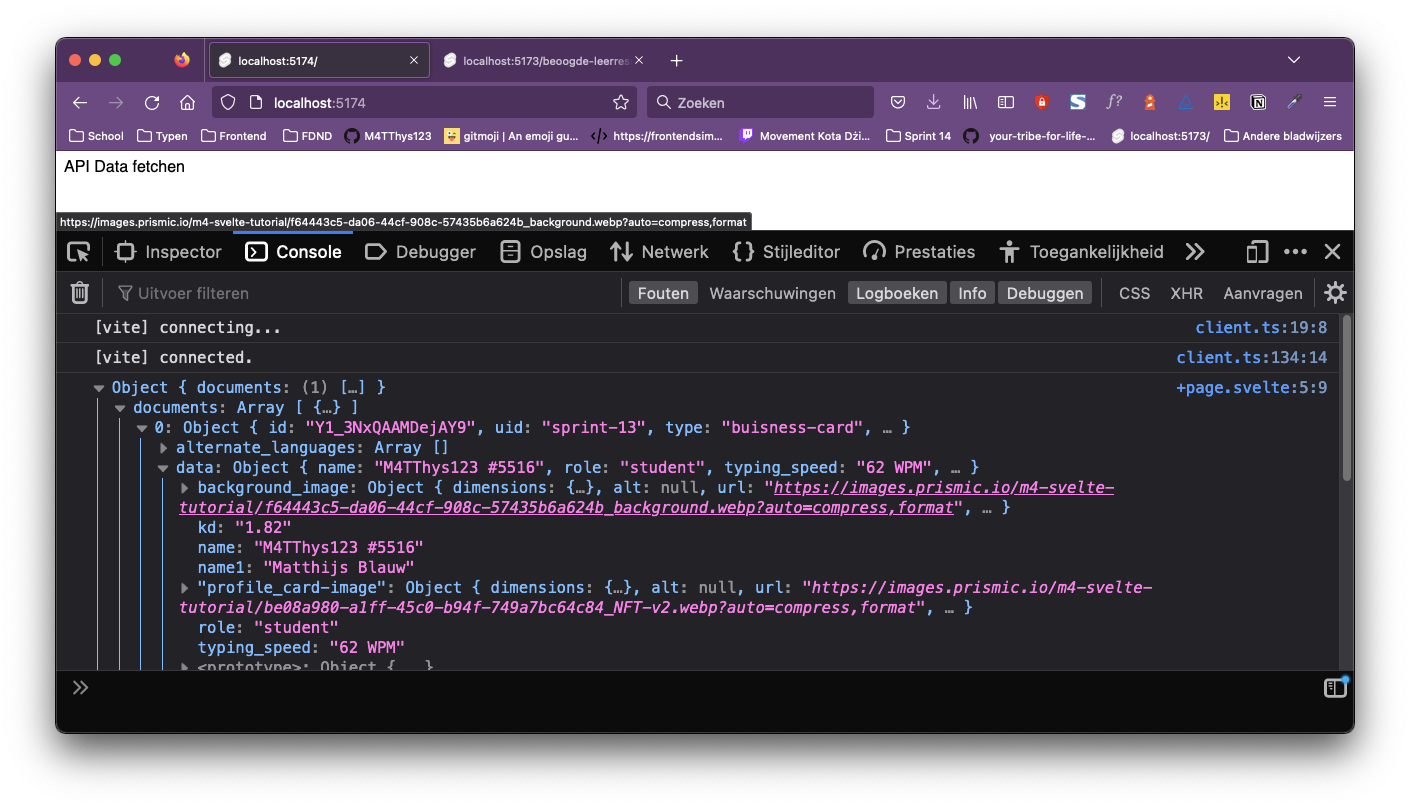 localhost:5174/
localhost:5173/beoogde-leerres
localhost:5174
Zoeken
School Typen Frontend FDND M4TThys123 gitmoji | An emoji gu... https://frontendsim... Movement Kota Dži... Sprint 14 your-tribe-for-life-... localhost:5173/ Andere bladwijzers
API Data fetchen
https://images.prismic.io/m4-svelte-tutorial/f64443c5-da06-44cf-908c-57435b6a624b_background.webp?auto=compress,format
Inspector Console Debugger Opslag Netwerk Stijleditor Prestaties Toegankelijkheid
Uitvoer filteren Fouten Waarschuwingen Logboeken Info Debuggen CSS XHR Aanvragen
[vite] connecting... client.ts:19:8
[vite] connected. client.ts:134:14
Object { documents: (1) […] } +page.svelte:5:9
documents: Array [ {…} ]
0: Object { id: "Y1_3NxQAAMDejAY9", uid: "sprint-13", type: "buisness-card", … }
alternate_languages: Array []
data: Object { name: "M4TThys123 #5516", role: "student", typing_speed: "62 WPM", … }
background_image: Object { dimensions: {…}, alt: null, url: "https://images.prismic.io/m4-svelte-
tutorial/f64443c5-da06-44cf-908c-57435b6a624b_background.webp?auto=compress,format", … }
kd: "1.82"
name: "M4TThys123 #5516"
name1: "Matthijs Blauw"
"profile_card-image": Object { dimensions: {…}, alt: null, url: "https://images.prismic.io/m4-svelte-
tutorial/be08a980-a1ff-45c0-b94f-749a7bc64c84_NFT-v2.webp?auto=compress,format", … }
role: "student"
typing_speed: "62 WPM"
<prototype>: Object { … }